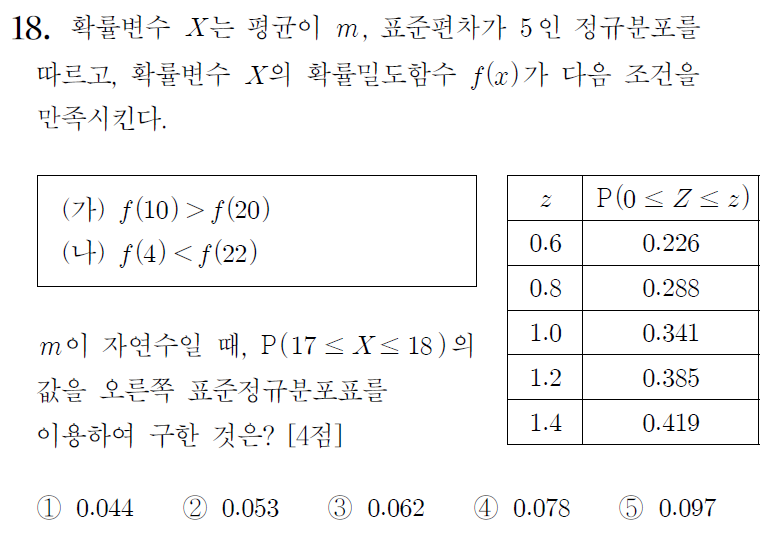 18. 확률변수 X는 평균이 m, 표준편차가 5인 정규분포를
따르고, 확률변수 X의 확률밀도함수 f(x)가 다음 조건을
만족시킨다.
(가) f(10) > f(20)
(나) f(4) < f(22)
m이 자연수일 때, P(17 ≤ X ≤ 18)의
값을 오른쪽 표준정규분포표를
이용하여 구한 것은? [4점]
z P(0 ≤ Z ≤ z)
0.6 0.226
0.8 0.288
1.0 0.341
1.2 0.385
1.4 0.419
① 0.044 ② 0.053 ③ 0.062 ④ 0.078 ⑤ 0.097